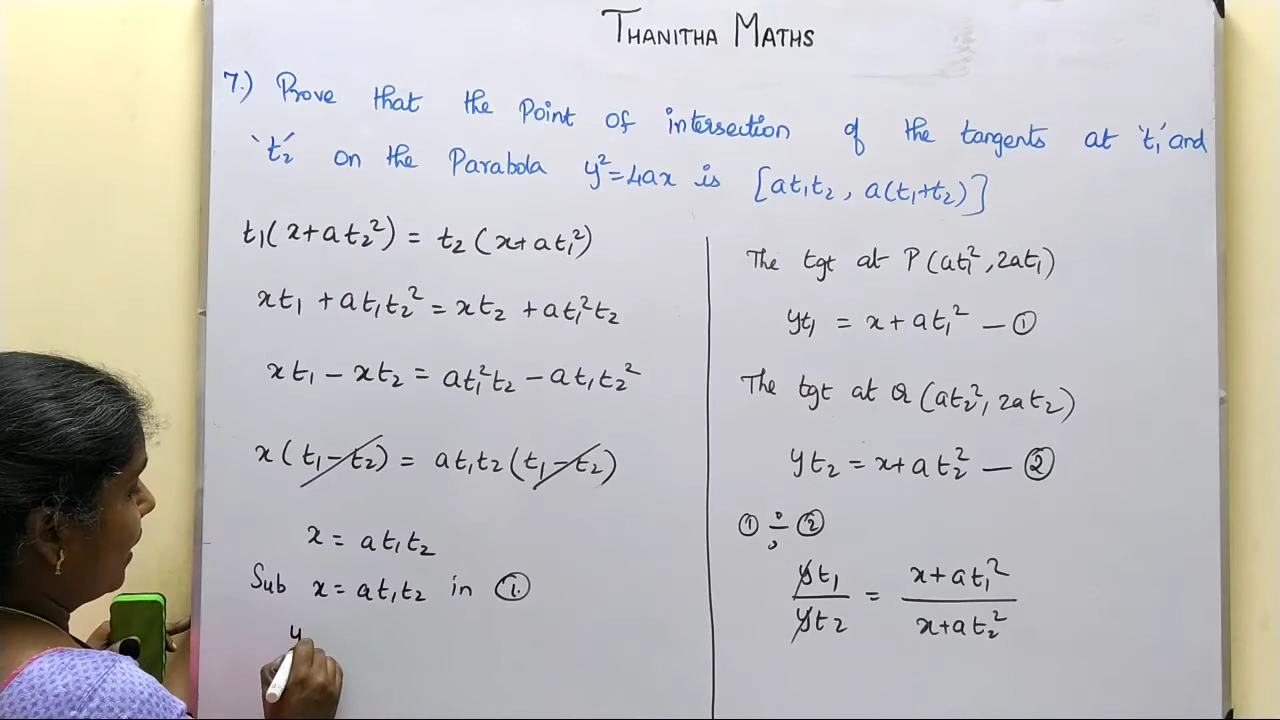 THANITHA MATHS
7.) Prove that the Point of intersection of the tangents at 't₁' and
't₂' on the Parabola y²=4ax is [at₁t₂, a(t₁+t₂)]
t₁(x+at₂²) = t₂(x+at₁²)
xt₁ + at₁t₂² = xt₂ + at₁²t₂
xt₁ - xt₂ = at₁²t₂ - at₁t₂²
x(t₁-t₂) = at₁t₂(t₁-t₂)
x = at₁t₂
Sub x = at₁t₂ in ①
y
The tgt at P(at₁², 2at₁)
yt₁ = x + at₁² — ①
The tgt at Q(at₂², 2at₂)
yt₂ = x+at₂² — ②
① ÷ ②
yt₁/yt₂ = x+at₁²/x+at₂²